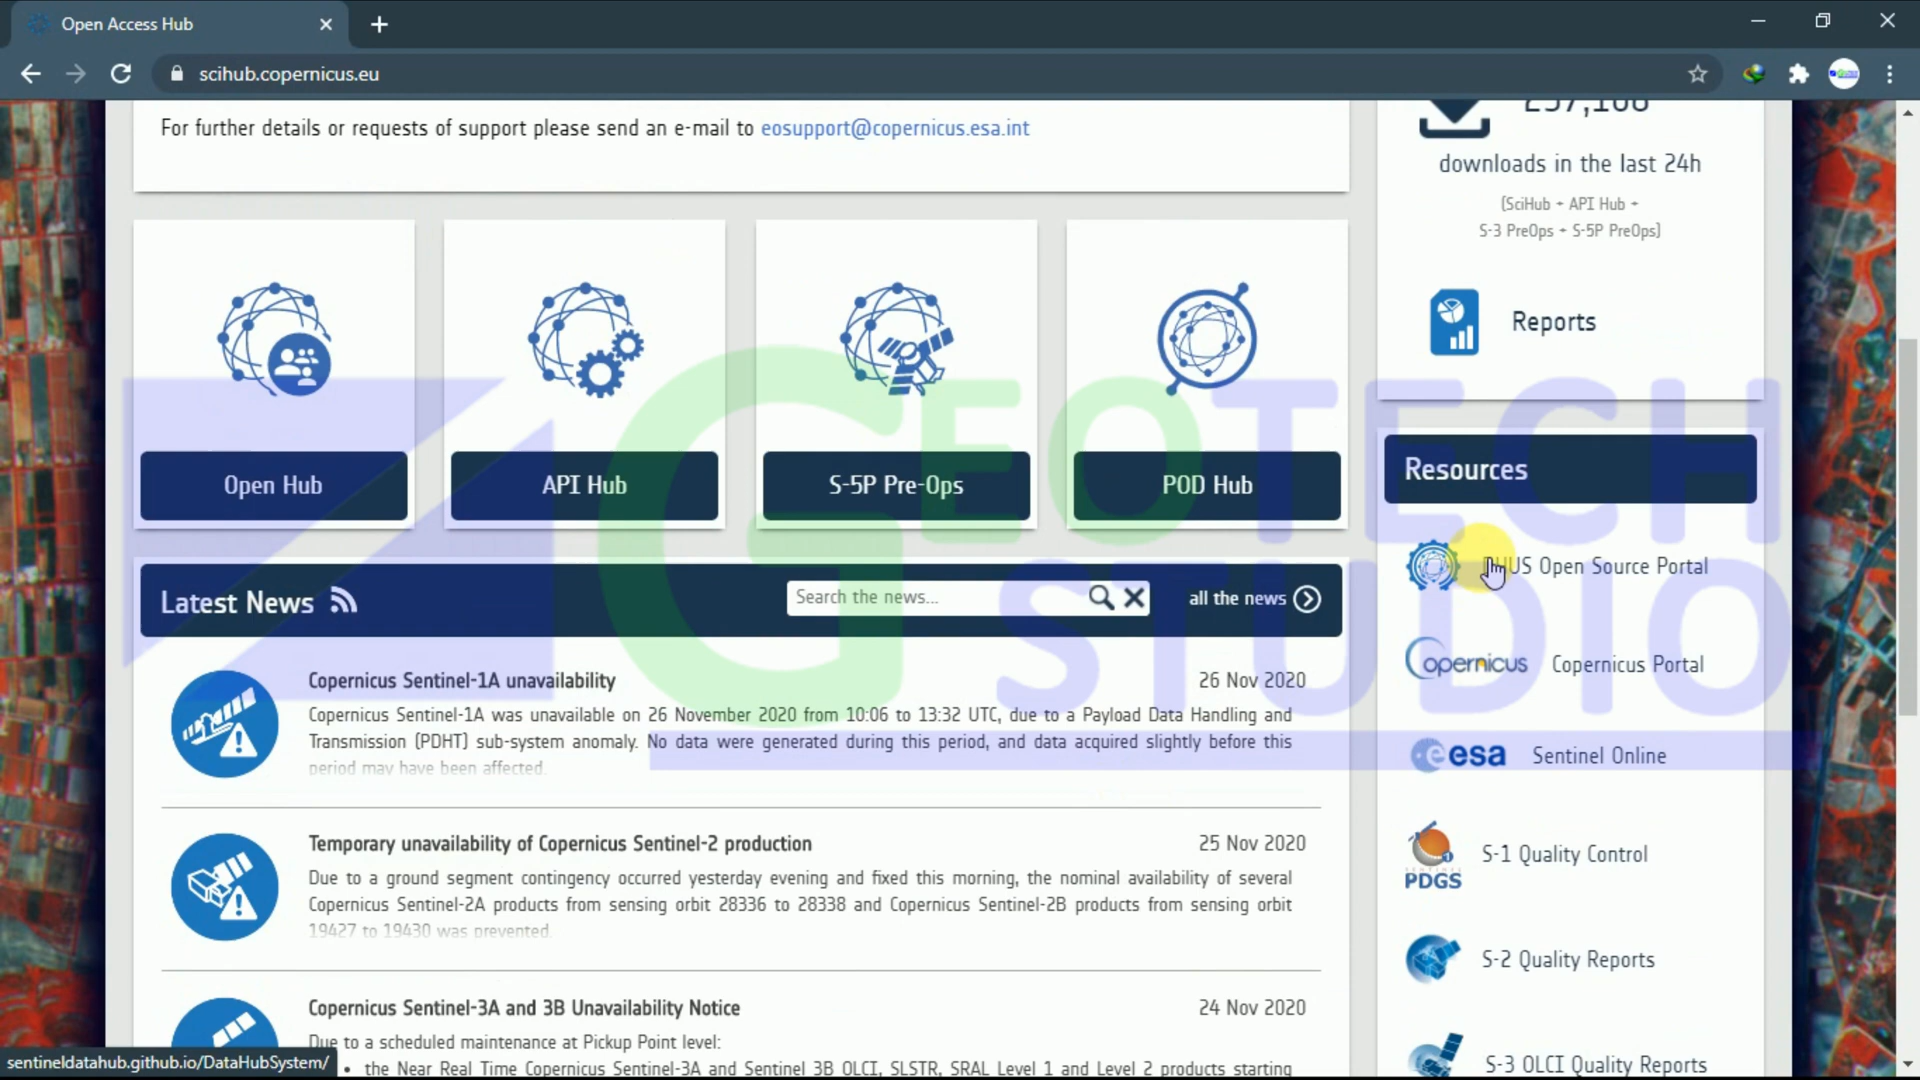 Open Access Hub
scihub.copernicus.eu
For further details or requests of support please send an e-mail to eosupport@copernicus.esa.int
downloads in the last 24h
(SciHub + API Hub +
S-3 PreOps + S-5P PreOps)
Reports
Open Hub
API Hub
S-5P Pre-Ops
POD Hub
Resources
Open Source Portal
Copernicus
Copernicus Portal
esa
Sentinel Online
PDGS
S-1 Quality Control
S-2 Quality Reports
S-3 OLCI Quality Reports
Latest News
Search the news...
all the news
Copernicus Sentinel-1A unavailability
26 Nov 2020
Copernicus Sentinel-1A was unavailable on 26 November 2020 from 10:06 to 13:32 UTC, due to a Payload Data Handling and
Transmission (PDHT) sub-system anomaly. No data were generated during this period, and data acquired slightly before this
period may have been affected.
Temporary unavailability of Copernicus Sentinel-2 production
25 Nov 2020
Due to a ground segment contingency occurred yesterday evening and fixed this morning, the nominal availability of several
Copernicus Sentinel-2A products from sensing orbit 28336 to 28338 and Copernicus Sentinel-2B products from sensing orbit
19427 to 19430 was prevented.
Copernicus Sentinel-3A and 3B Unavailability Notice
24 Nov 2020
Due to a scheduled maintenance at Pickup Point level:
• the Near Real Time Copernicus Sentinel-3A and Sentinel 3B OLCI, SLSTR, SRAL Level 1 and Level 2 products starting
sentineldatahub.github.io/DataHubSystem/
GEOTECH
STUDIO